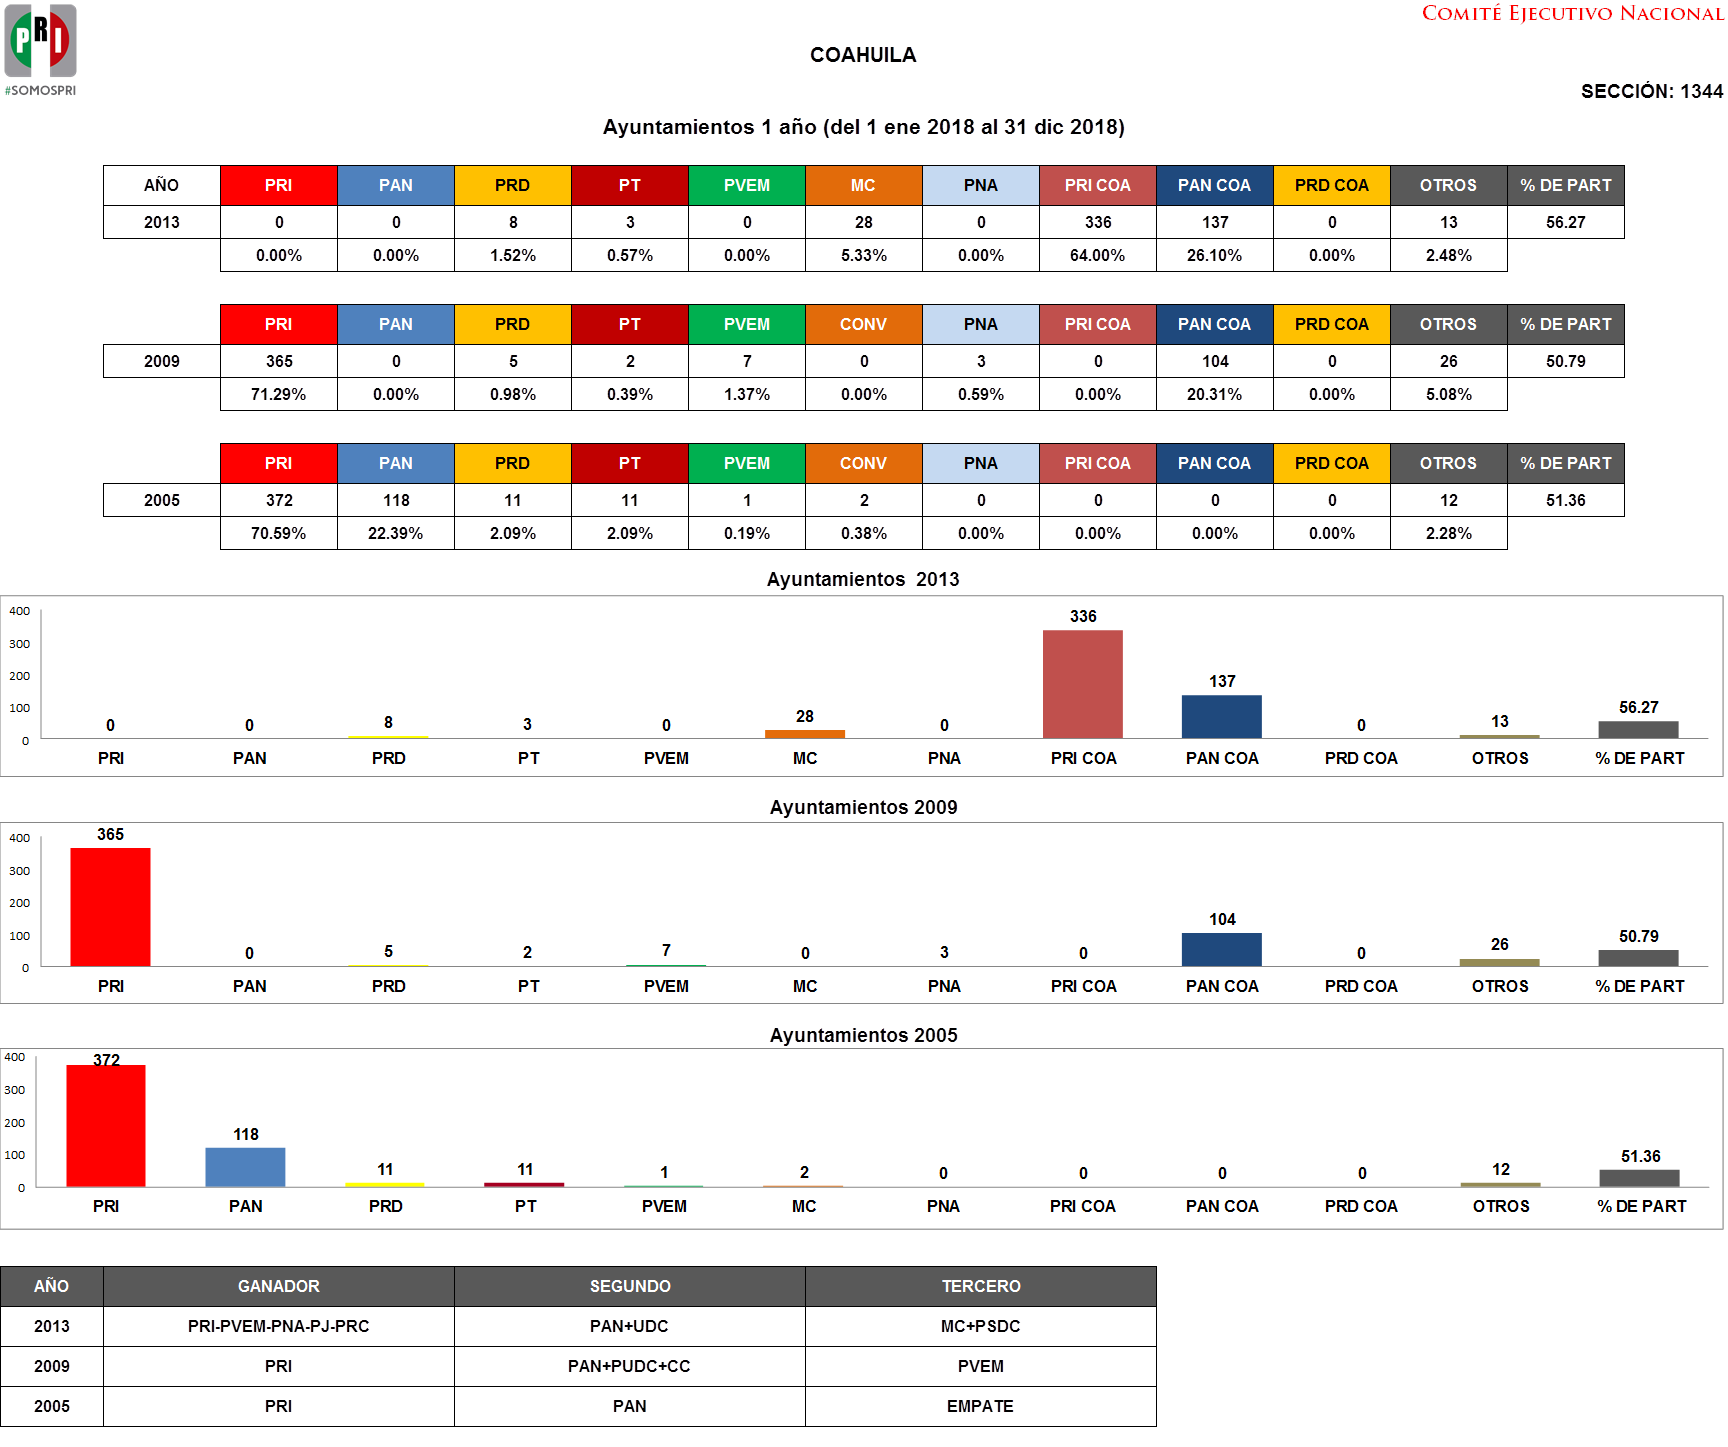 PRI
#SOMOSPRI
COMITÉ EJECUTIVO NACIONAL
COAHUILA
SECCIÓN: 1344
Ayuntamientos 1 año (del 1 ene 2018 al 31 dic 2018)
AÑO PRI PAN PRD PT PVEM MC PNA PRI COA PAN COA PRD COA OTROS % DE PART
2013 0 0 8 3 0 28 0 336 137 0 13 56.27
0.00% 0.00% 1.52% 0.57% 0.00% 5.33% 0.00% 64.00% 26.10% 0.00% 2.48%
PRI PAN PRD PT PVEM CONV PNA PRI COA PAN COA PRD COA OTROS % DE PART
2009 365 0 5 2 7 0 3 0 104 0 26 50.79
71.29% 0.00% 0.98% 0.39% 1.37% 0.00% 0.59% 0.00% 20.31% 0.00% 5.08%
PRI PAN PRD PT PVEM CONV PNA PRI COA PAN COA PRD COA OTROS % DE PART
2005 372 118 11 11 1 2 0 0 0 0 12 51.36
70.59% 22.39% 2.09% 2.09% 0.19% 0.38% 0.00% 0.00% 0.00% 0.00% 2.28%
Ayuntamientos 2013
400
300
200
100
0
0 0 8 3 0 28 0 336 137 0 13 56.27
PRI PAN PRD PT PVEM MC PNA PRI COA PAN COA PRD COA OTROS % DE PART
Ayuntamientos 2009
400
300
200
100
0
365 0 5 2 7 0 3 0 104 0 26 50.79
PRI PAN PRD PT PVEM MC PNA PRI COA PAN COA PRD COA OTROS % DE PART
Ayuntamientos 2005
400
300
200
100
0
372 118 11 11 1 2 0 0 0 0 12 51.36
PRI PAN PRD PT PVEM MC PNA PRI COA PAN COA PRD COA OTROS % DE PART
AÑO GANADOR SEGUNDO TERCERO
2013 PRI-PVEM-PNA-PJ-PRC PAN+UDC MC+PSDC
2009 PRI PAN+PUDC+CC PVEM
2005 PRI PAN EMPATE